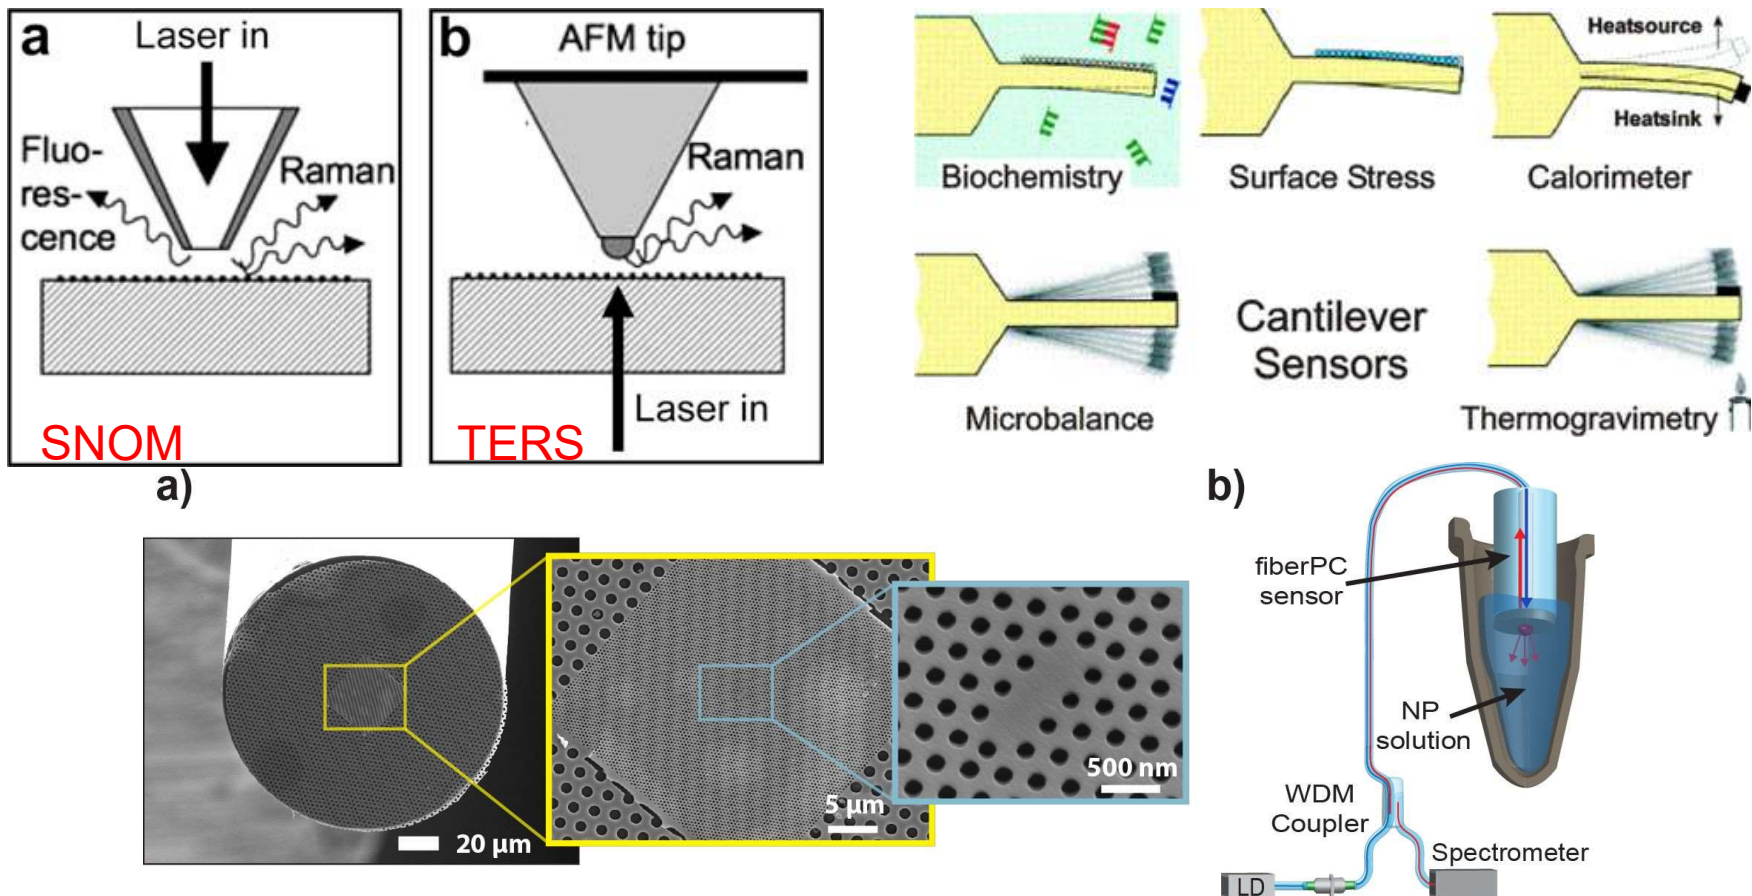 a
Laser in
Fluo-
res-
cence
Raman
SNOM
b
AFM tip
Raman
Laser in
TERS
Biochemistry
Surface Stress
Heatsource
Heatsink
Calorimeter
Microbalance
Cantilever
Sensors
Thermogravimetry
a)
20 µm
5 µm
500 nm
b)
fiberPC
sensor
NP
solution
WDM
Coupler
Spectrometer
LD